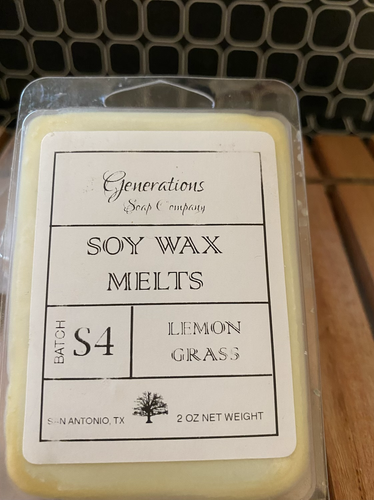 Generations
Soap Company
SOY WAX
MELTS
BATCH
S4
LEMON
GRASS
SAN ANTONIO, TX
2 OZ NET WEIGHT